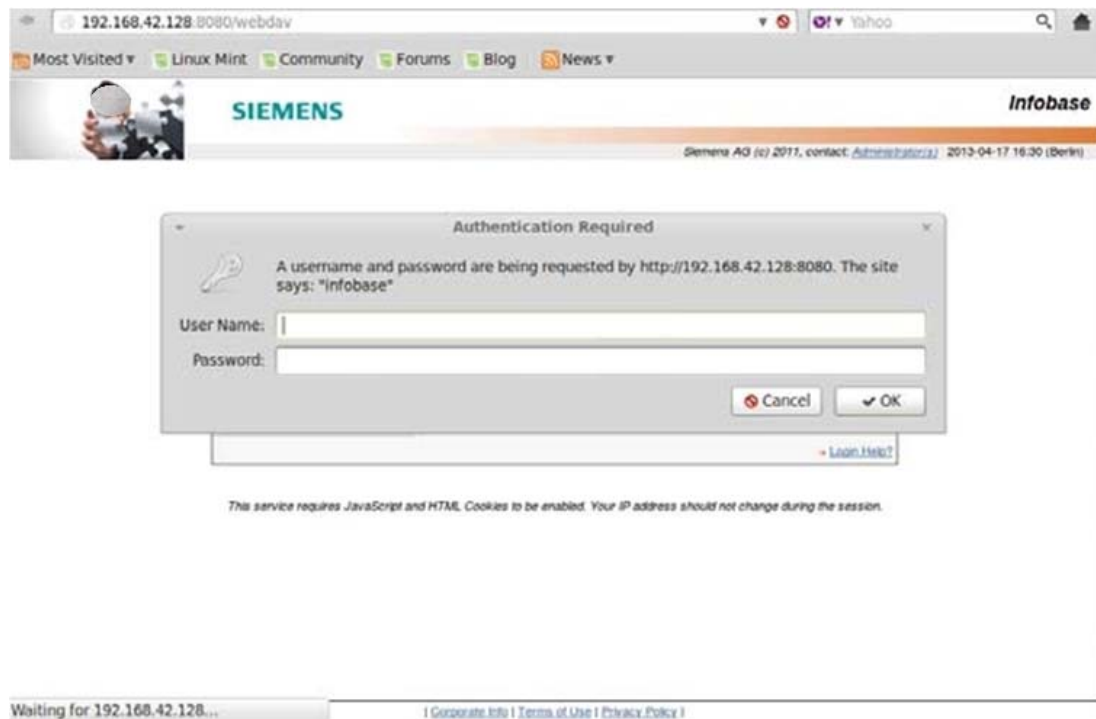 192.168.42.128:8080/webdav Yahoo
Most Visited Linux Mint Community Forums Blog News
SIEMENS
Infobase
Siemens AG (c) 2011, contact: Administrator(s) 2013-04-17 16:30 (Berlin)
Authentication Required
A username and password are being requested by http://192.168.42.128:8080. The site
says: "infobase"
User Name:
Password:
Cancel OK
Login Help?
This service requires JavaScript and HTML Cookies to be enabled. Your IP address should not change during the session.
Waiting for 192.168.42.128... | Corporate Info | Terms of Use | Privacy Policy |